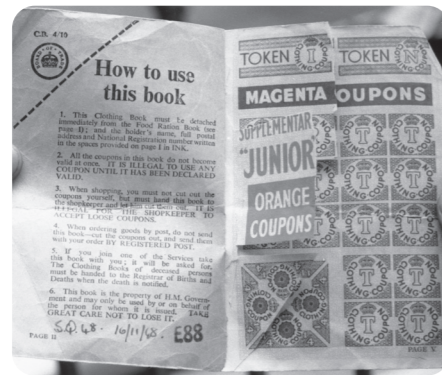 C.B. 4/10
How to use
this book
1. This Clothing Book must be detached
immediately from the Food Ration Book (see
page I); and the holder's name, full postal
address and National Registration number written
in the spaces provided on page I in INK.
2. All the coupons in this book do not become
valid at once. IT IS ILLEGAL TO USE ANY
COUPON UNTIL IT HAS BEEN DECLARED
VALID.
3. When shopping, you must not cut out the
coupons yourself, but must hand this book to
the shopkeeper and let him cut them out. IT IS
ILLEGAL FOR THE SHOPKEEPER TO
ACCEPT LOOSE COUPONS.
4. When ordering goods by post, do not send
this book—cut the coupons out, and send them
with your order BY REGISTERED POST.
5. If you join one of the Services take
this book with you; it will be asked for.
The Clothing Books of deceased persons
must be handed to the Registrar of Births and
Deaths when the death is notified.
6. This book is the property of H.M. Govern-
ment and may only be used by or on behalf of
the person for whom it is issued. TAKE
GREAT CARE NOT TO LOSE IT.
16/11/48. E88
PAGE II
TOKEN I
TOKEN N
MAGENTA OUPONS
SUPPLEMENTARY
"JUNIOR
ORANGE
COUPONS
CLOTHING COUPON T
PAGE V